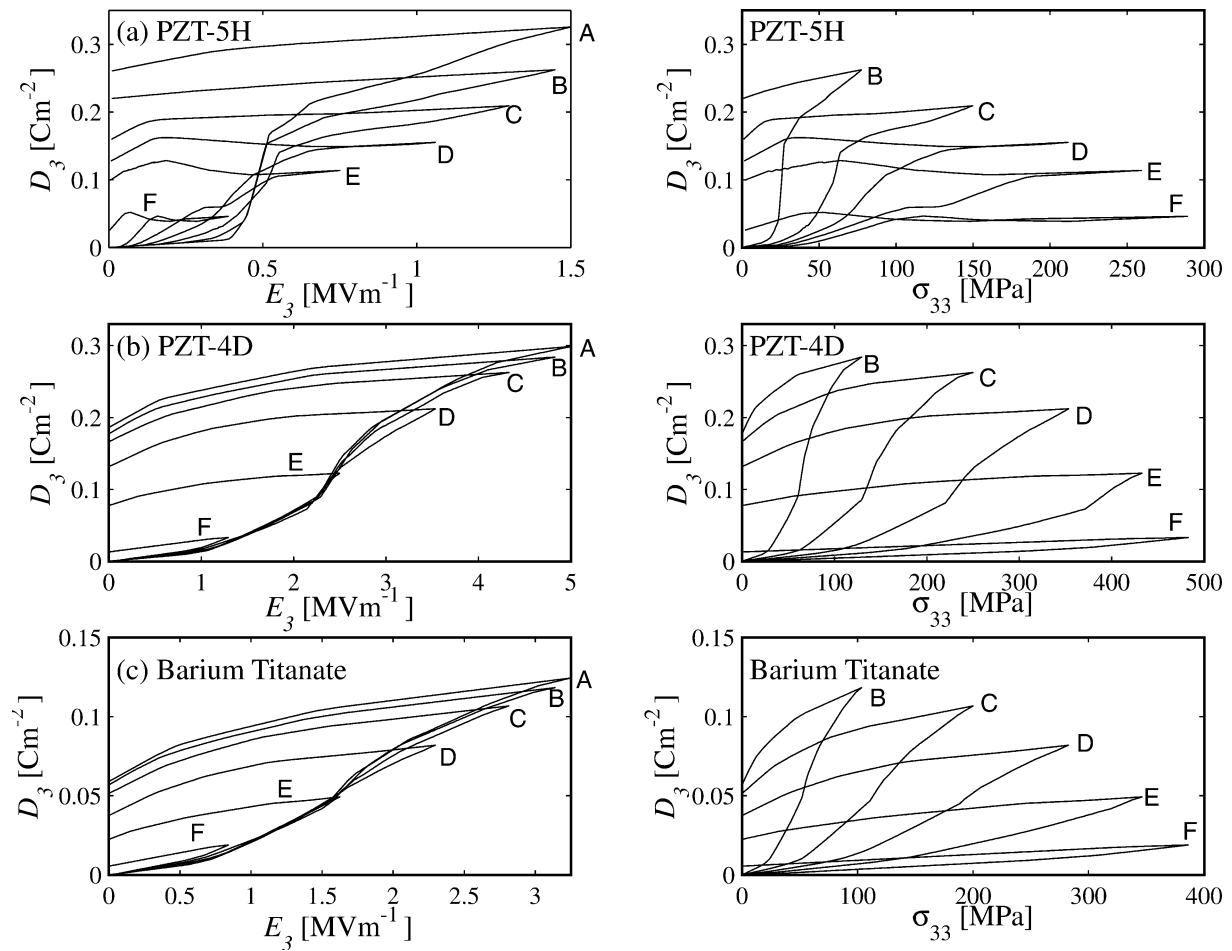 (a) PZT-5H
D3 [Cm-2]
0.3
0.2
0.1
0
A
B
C
D
E
F
0 0.5 1 1.5
E3 [MVm-1 ]
PZT-5H
D3 [Cm-2]
0.3
0.2
0.1
0
B
C
D
E
F
0 50 100 150 200 250 300
σ33 [MPa]
(b) PZT-4D
D3 [Cm-2]
0.3
0.2
0.1
0
A
B
C
D
E
F
0 1 2 3 4 5
E3 [MVm-1 ]
PZT-4D
D3 [Cm-2]
0.3
0.2
0.1
0
B
C
D
E
F
0 100 200 300 400 500
σ33 [MPa]
(c) Barium Titanate
D3 [Cm-2]
0.15
0.1
0.05
0
A
B
C
D
E
F
0 0.5 1 1.5 2 2.5 3
E3 [MVm-1 ]
Barium Titanate
D3 [Cm-2]
0.15
0.1
0.05
0
B
C
D
E
F
0 100 200 300 400
σ33 [MPa]